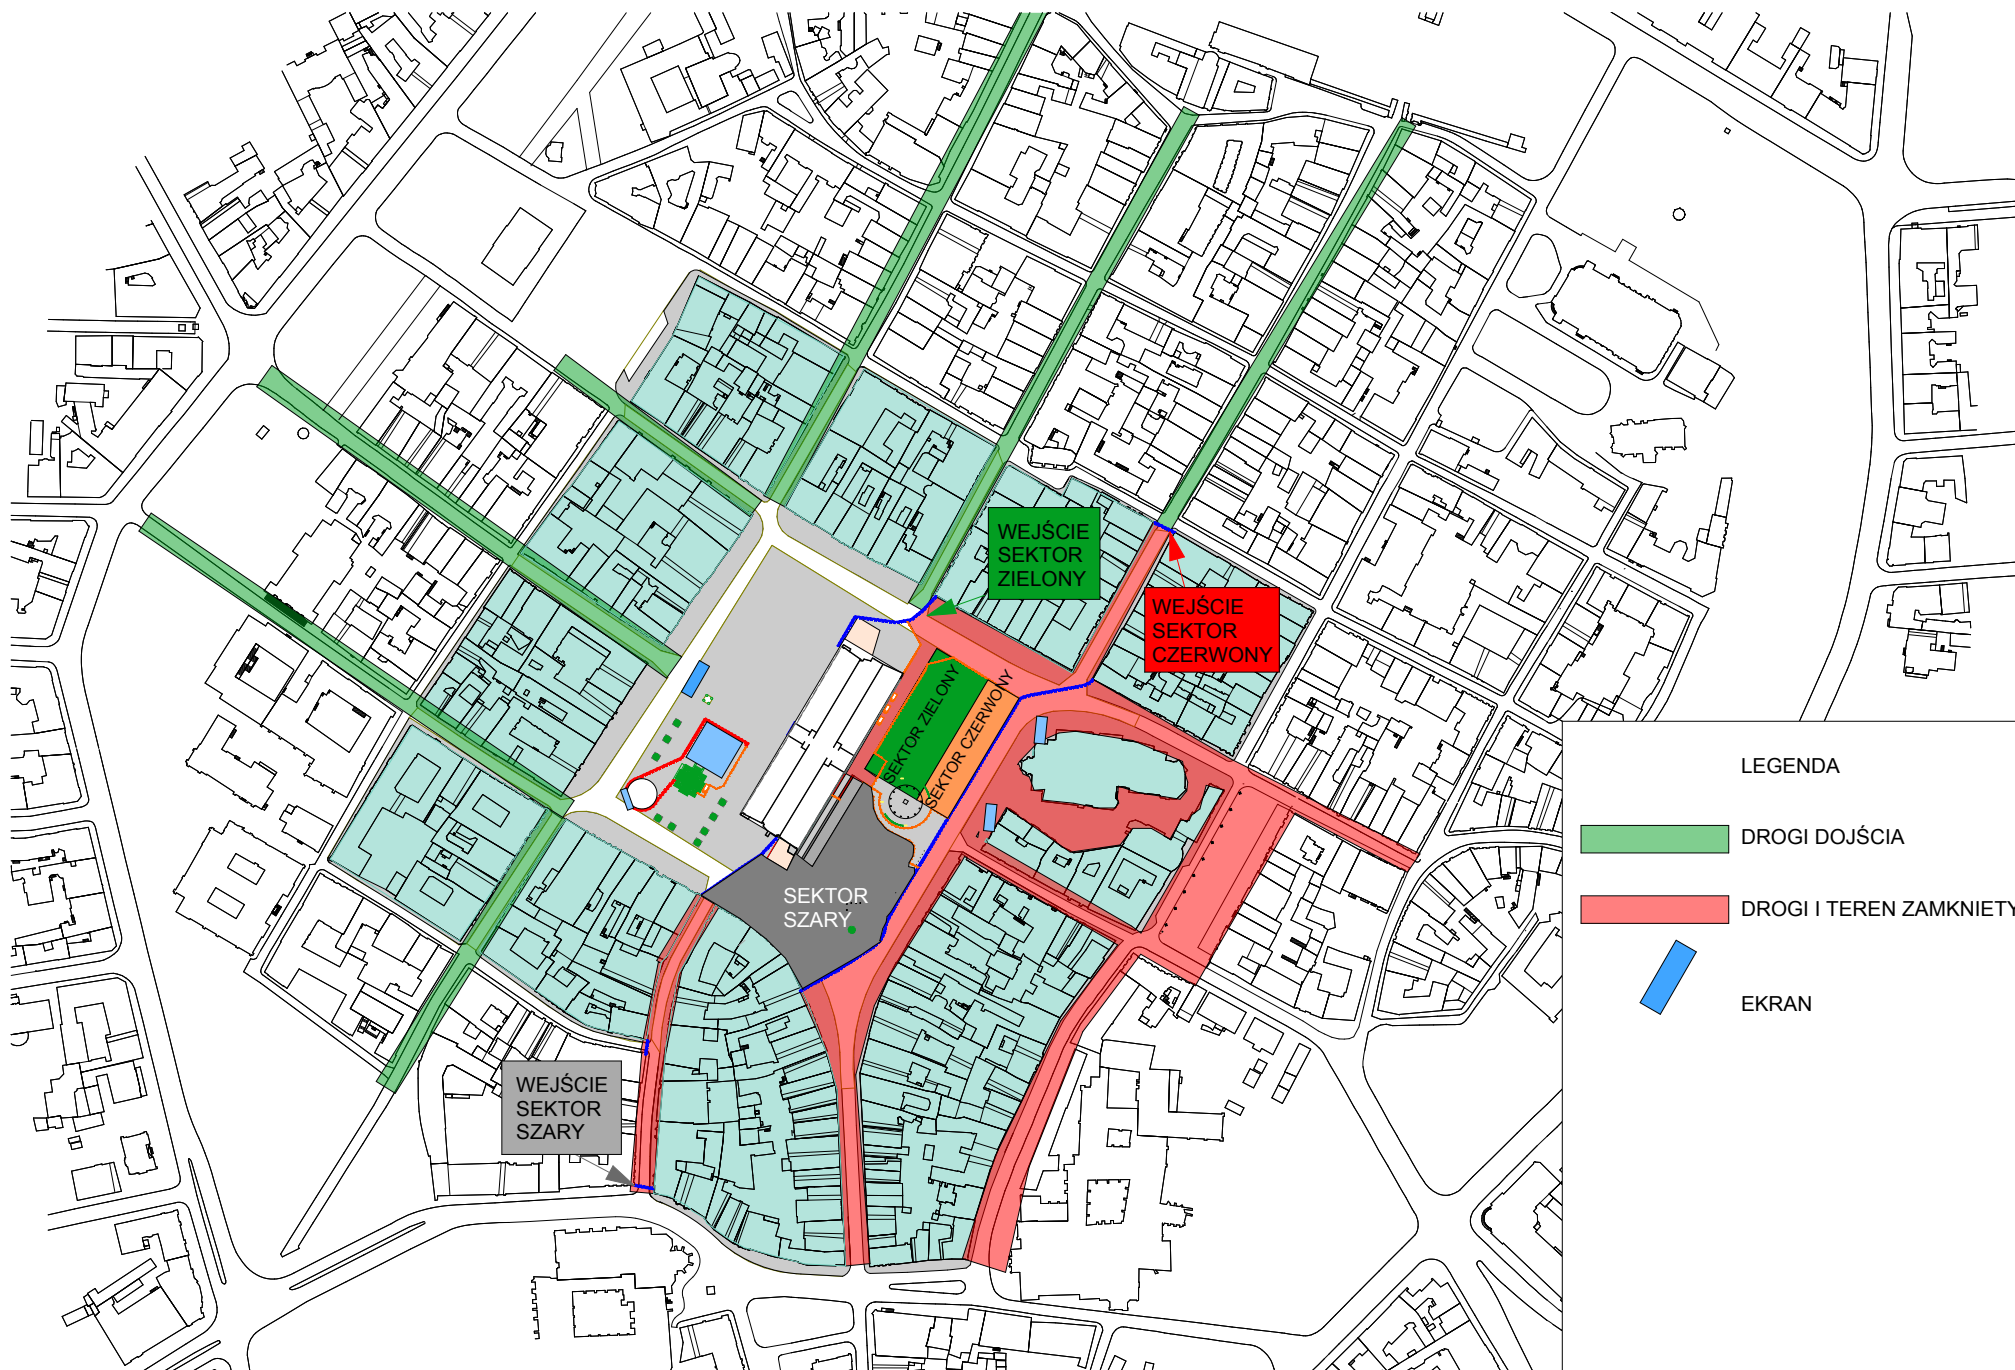 WEJŚCIE
SEKTOR
ZIELONY
WEJŚCIE
SEKTOR
CZERWONY
SEKTOR ZIELONY
SEKTOR CZERWONY
SEKTOR
SZARY
WEJŚCIE
SEKTOR
SZARY
LEGENDA
DROGI DOJŚCIA
DROGI I TEREN ZAMKNIETY
EKRAN